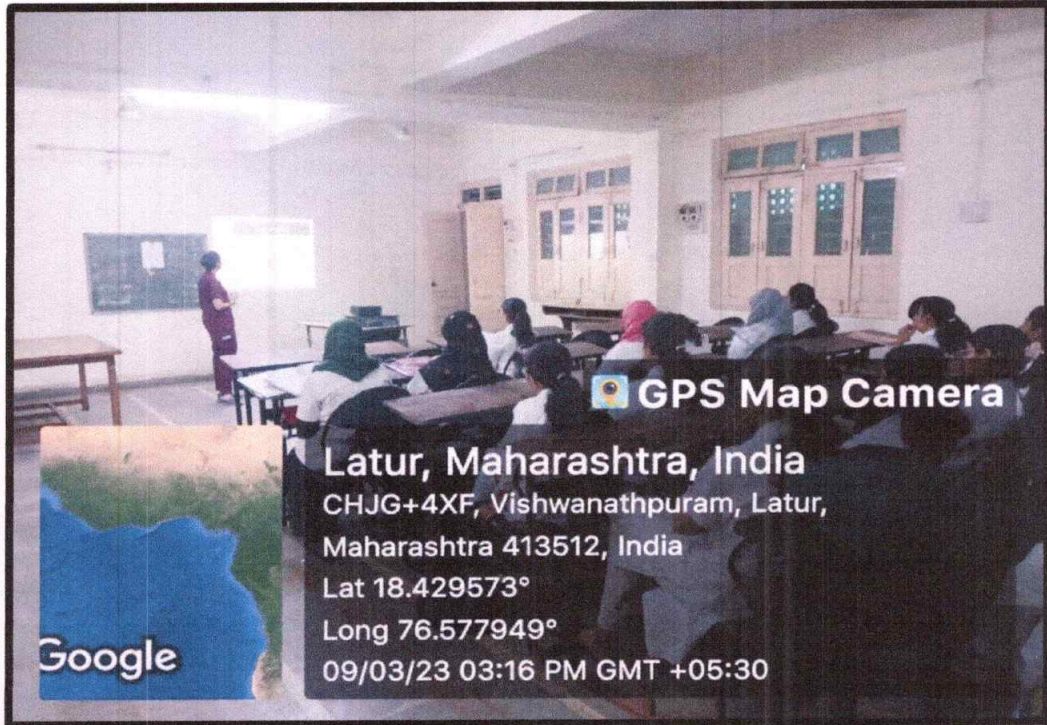 GPS Map Camera
Latur, Maharashtra, India
CHJG+4XF, Vishwanathpuram, Latur,
Maharashtra 413512, India
Lat 18.429573°
Long 76.577949°
09/03/23 03:16 PM GMT +05:30
Google